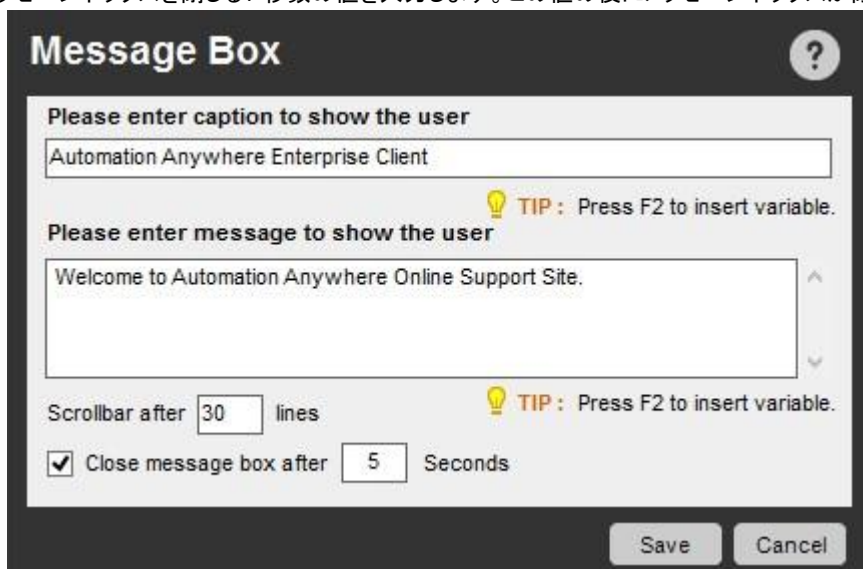 Message Box
?
Please enter caption to show the user
Automation Anywhere Enterprise Client
TIP : Press F2 to insert variable.
Please enter message to show the user
Welcome to Automation Anywhere Online Support Site.
Scrollbar after 30 lines
TIP : Press F2 to insert variable.
Close message box after 5 Seconds
Save Cancel